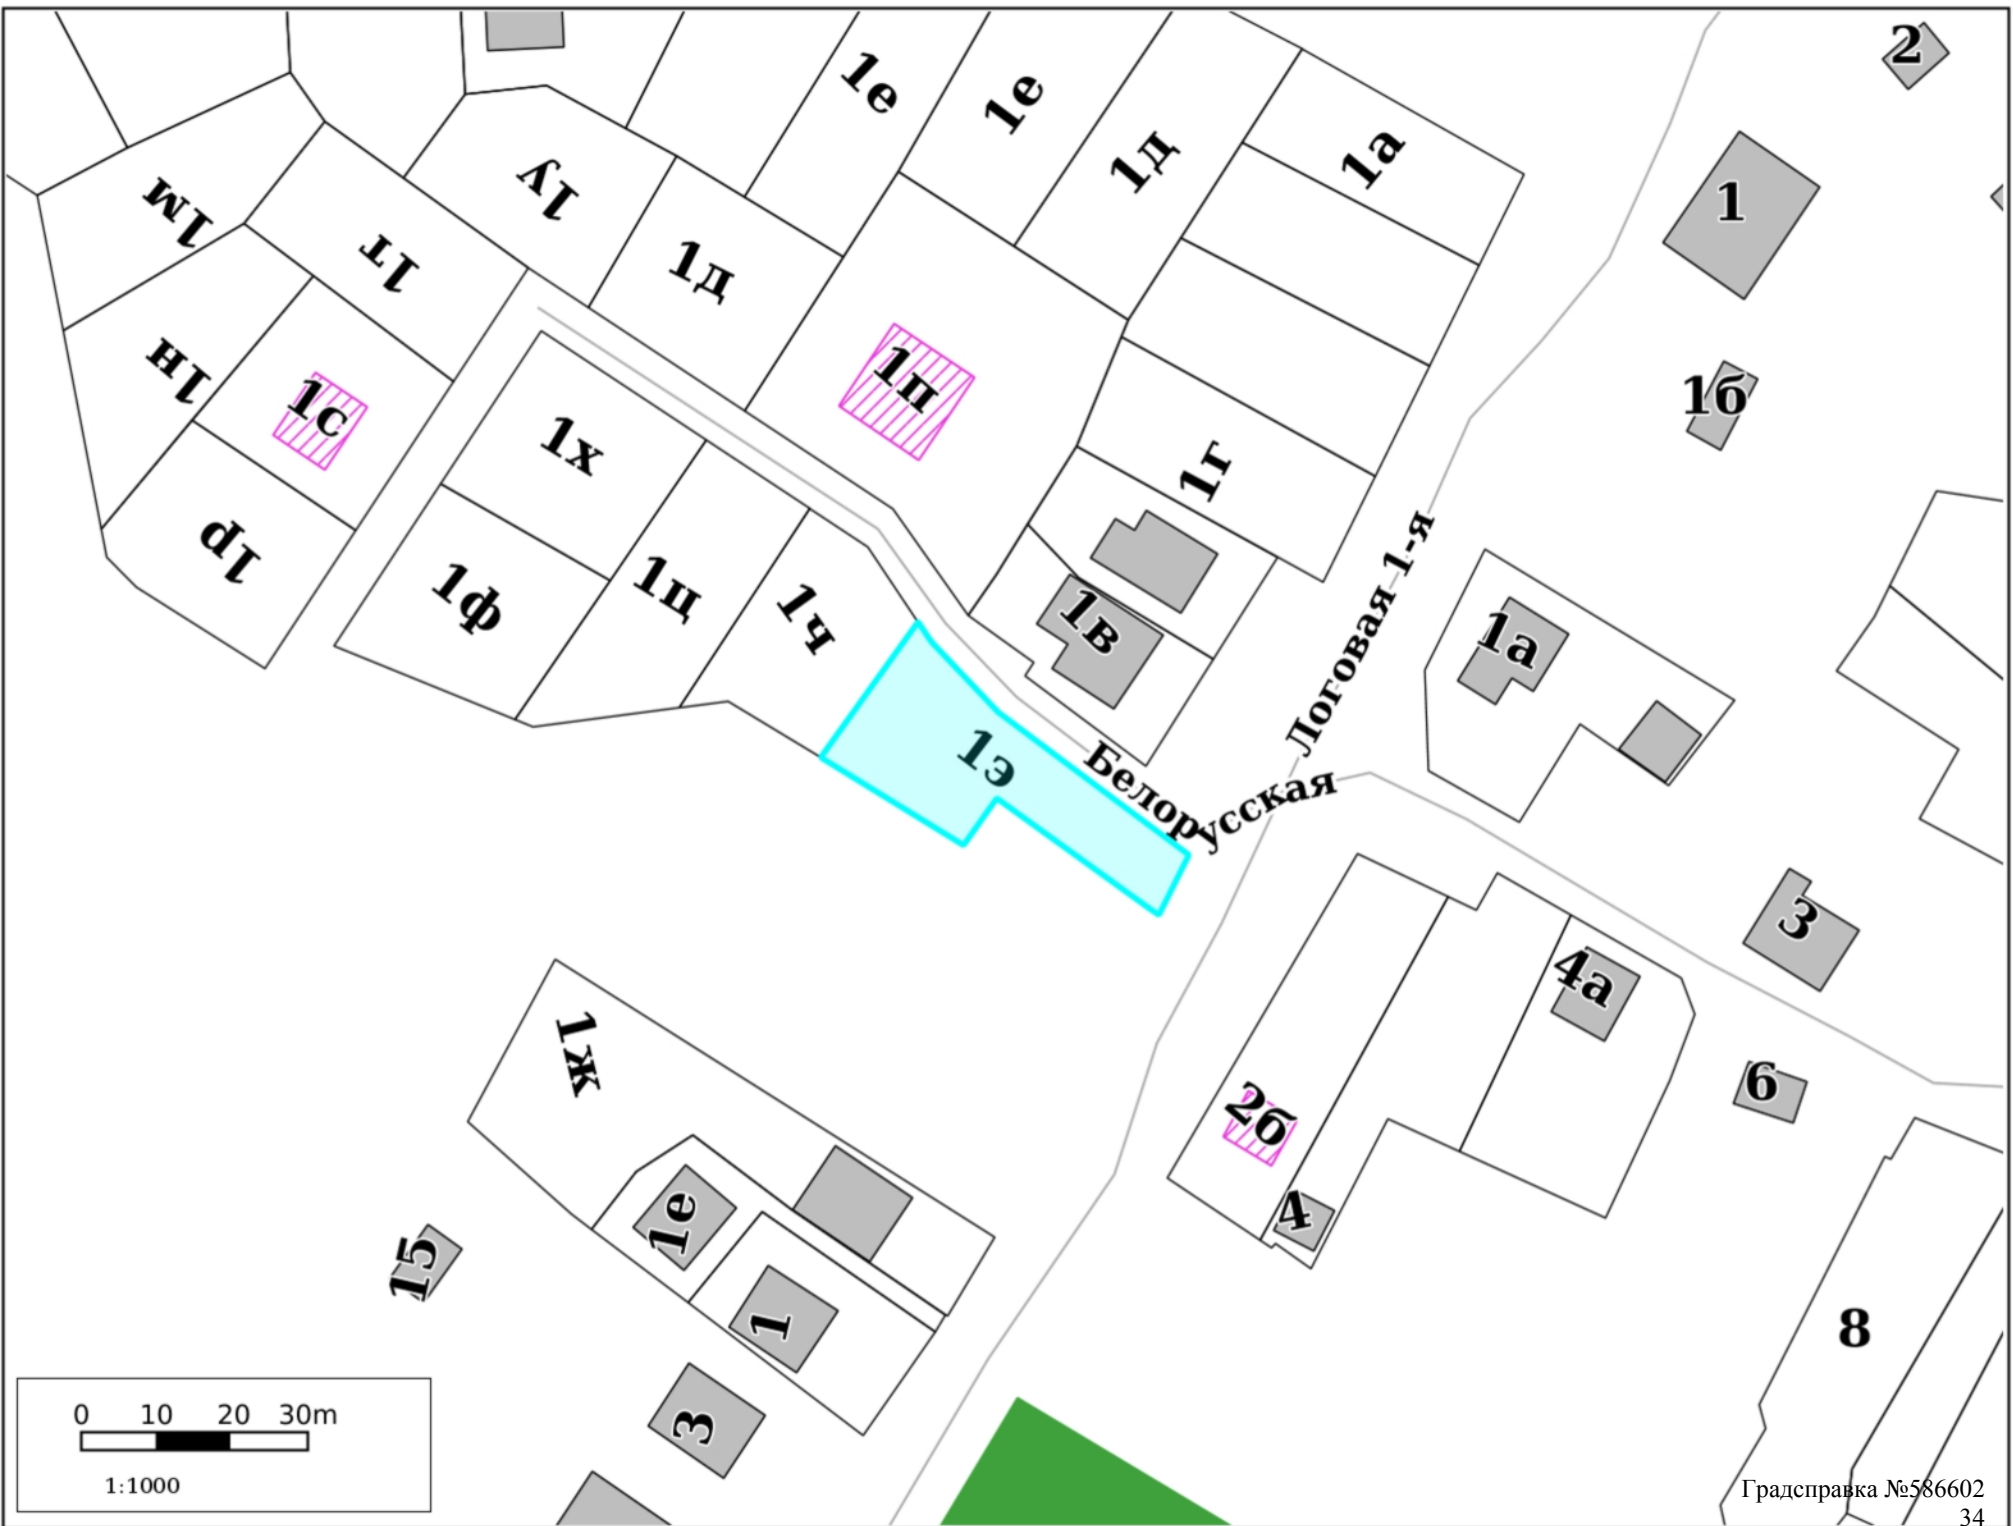 2
1е
1е
1д
1а
1м
1т
1у
1д
1
1н
1с
1п
1б
1х
1г
1р
1ф
1ц
1ч
1в
Логовая 1-я
1а
1э
Белорусская
3
4а
1ж
2б
6
1е
4
15
1
8
3
0 10 20 30m
1:1000
Градсправка №586602
34